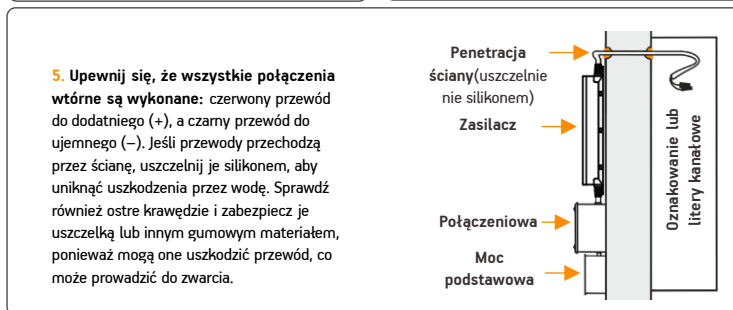 5. Upewnij się, że wszystkie połączenia
wtórne są wykonane: czerwony przewód
do dodatniego (+), a czarny przewód do
ujemnego (–). Jeśli przewody przechodzą
przez ścianę, uszczelnij je silikonem, aby
uniknąć uszkodzenia przez wodę. Sprawdź
również ostre krawędzie i zabezpiecz je
uszczelką lub innym gumowym materiałem,
ponieważ mogą one uszkodzić przewód, co
może prowadzić do zwarcia.
Penetracja
ściany(uszczelnie
nie silikonem)
Zasilacz
Połączeniowa
Moc
podstawowa
Oznakowanie lub
litery kanałowe